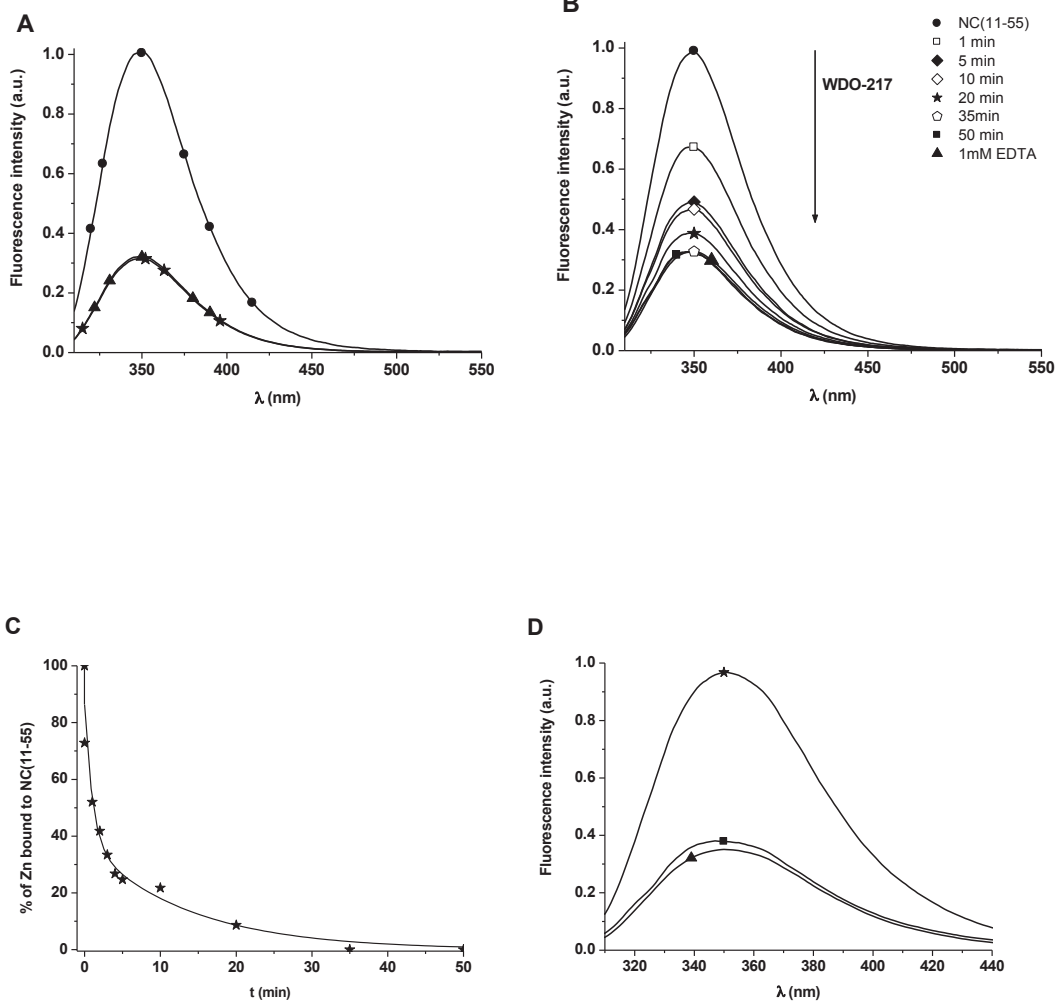 A
Fluorescence intensity (a.u.)
1.0
0.8
0.6
0.4
0.2
0.0
350
400
450
500
550
λ (nm)
B
Fluorescence intensity (a.u.)
1.0
0.8
0.6
0.4
0.2
0.0
350
400
450
500
550
λ (nm)
WDO-217
NC(11-55)
1 min
5 min
10 min
20 min
35min
50 min
1mM EDTA
C
% of Zn bound to NC(11-55)
100
80
60
40
20
0
0
10
20
30
40
50
t (min)
D
Fluorescence intensity (a.u.)
1.0
0.8
0.6
0.4
0.2
0.0
320
340
360
380
400
420
440
λ (nm)